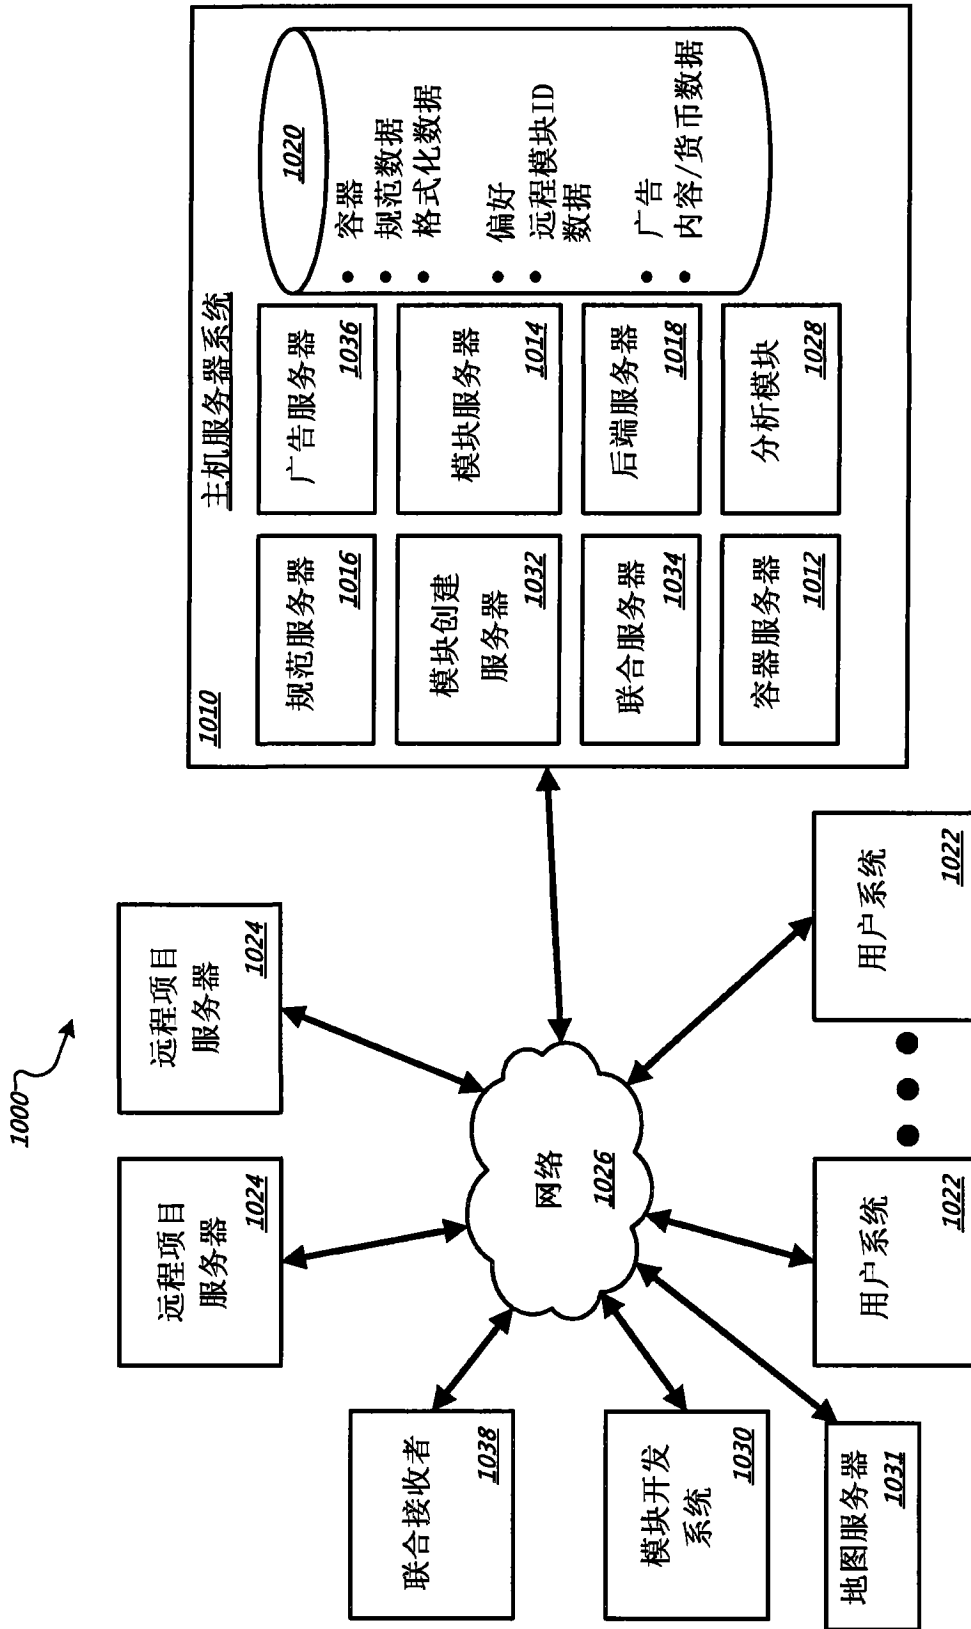 1000
远程项目
服务器
1024
远程项目
服务器
1024
主机服务器系统
1010
规范服务器
1016
广告服务器
1036
模块创建
服务器
1032
模块服务器
1014
联合服务器
1034
后端服务器
1018
容器服务器
1012
分析模块
1028
1020
• 容器
• 规范数据
• 格式化数据
• 偏好
• 远程模块ID
数据
• 广告
• 内容/货币数据
联合接收者
1038
网络
1026
模块开发
系统
1030
地图服务器
1031
用户系统
1022
用户系统
1022